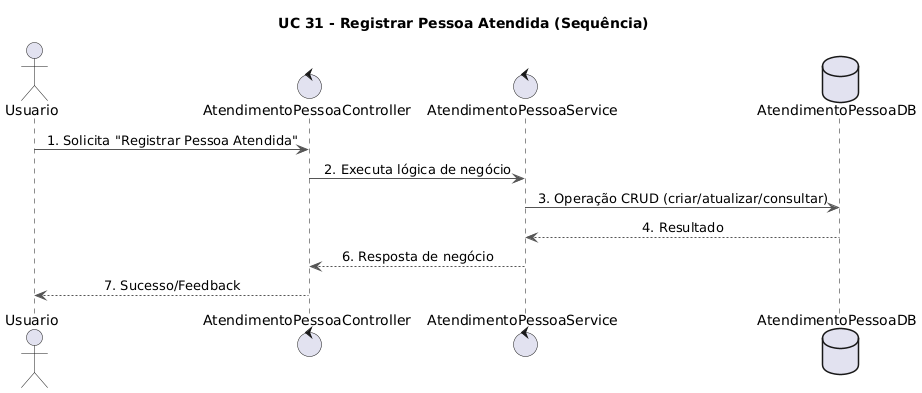 UC 31 - Registrar Pessoa Atendida (Sequência)
Usuario
AtendimentoPessoaController
AtendimentoPessoaService
AtendimentoPessoaDB
1. Solicita "Registrar Pessoa Atendida"
2. Executa lógica de negócio
3. Operação CRUD (criar/atualizar/consultar)
4. Resultado
6. Resposta de negócio
7. Sucesso/Feedback
Usuario
AtendimentoPessoaController
AtendimentoPessoaService
AtendimentoPessoaDB